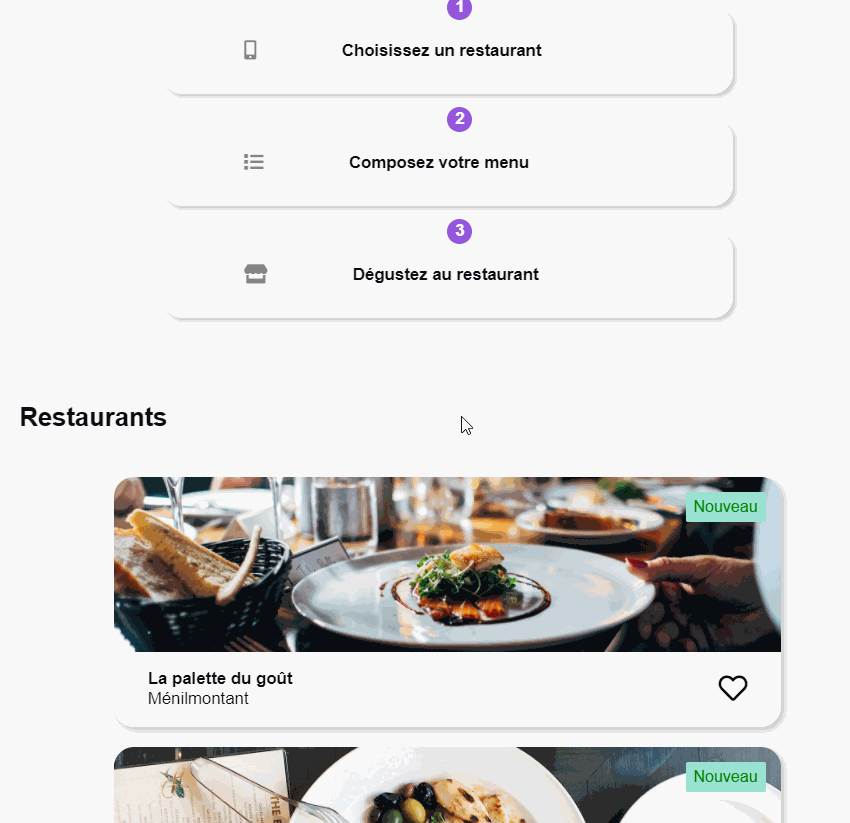 1
Choisissez un restaurant
2
Composez votre menu
3
Dégustez au restaurant
Restaurants
Nouveau
La palette du goût
Ménilmontant
Nouveau